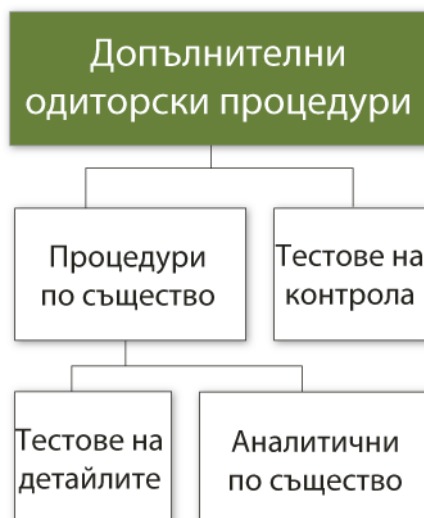 Допълнителни
одиторски процедури
Процедури
по същество
Тестове на
контрола
Тестове на
детайлите
Аналитични
по същество